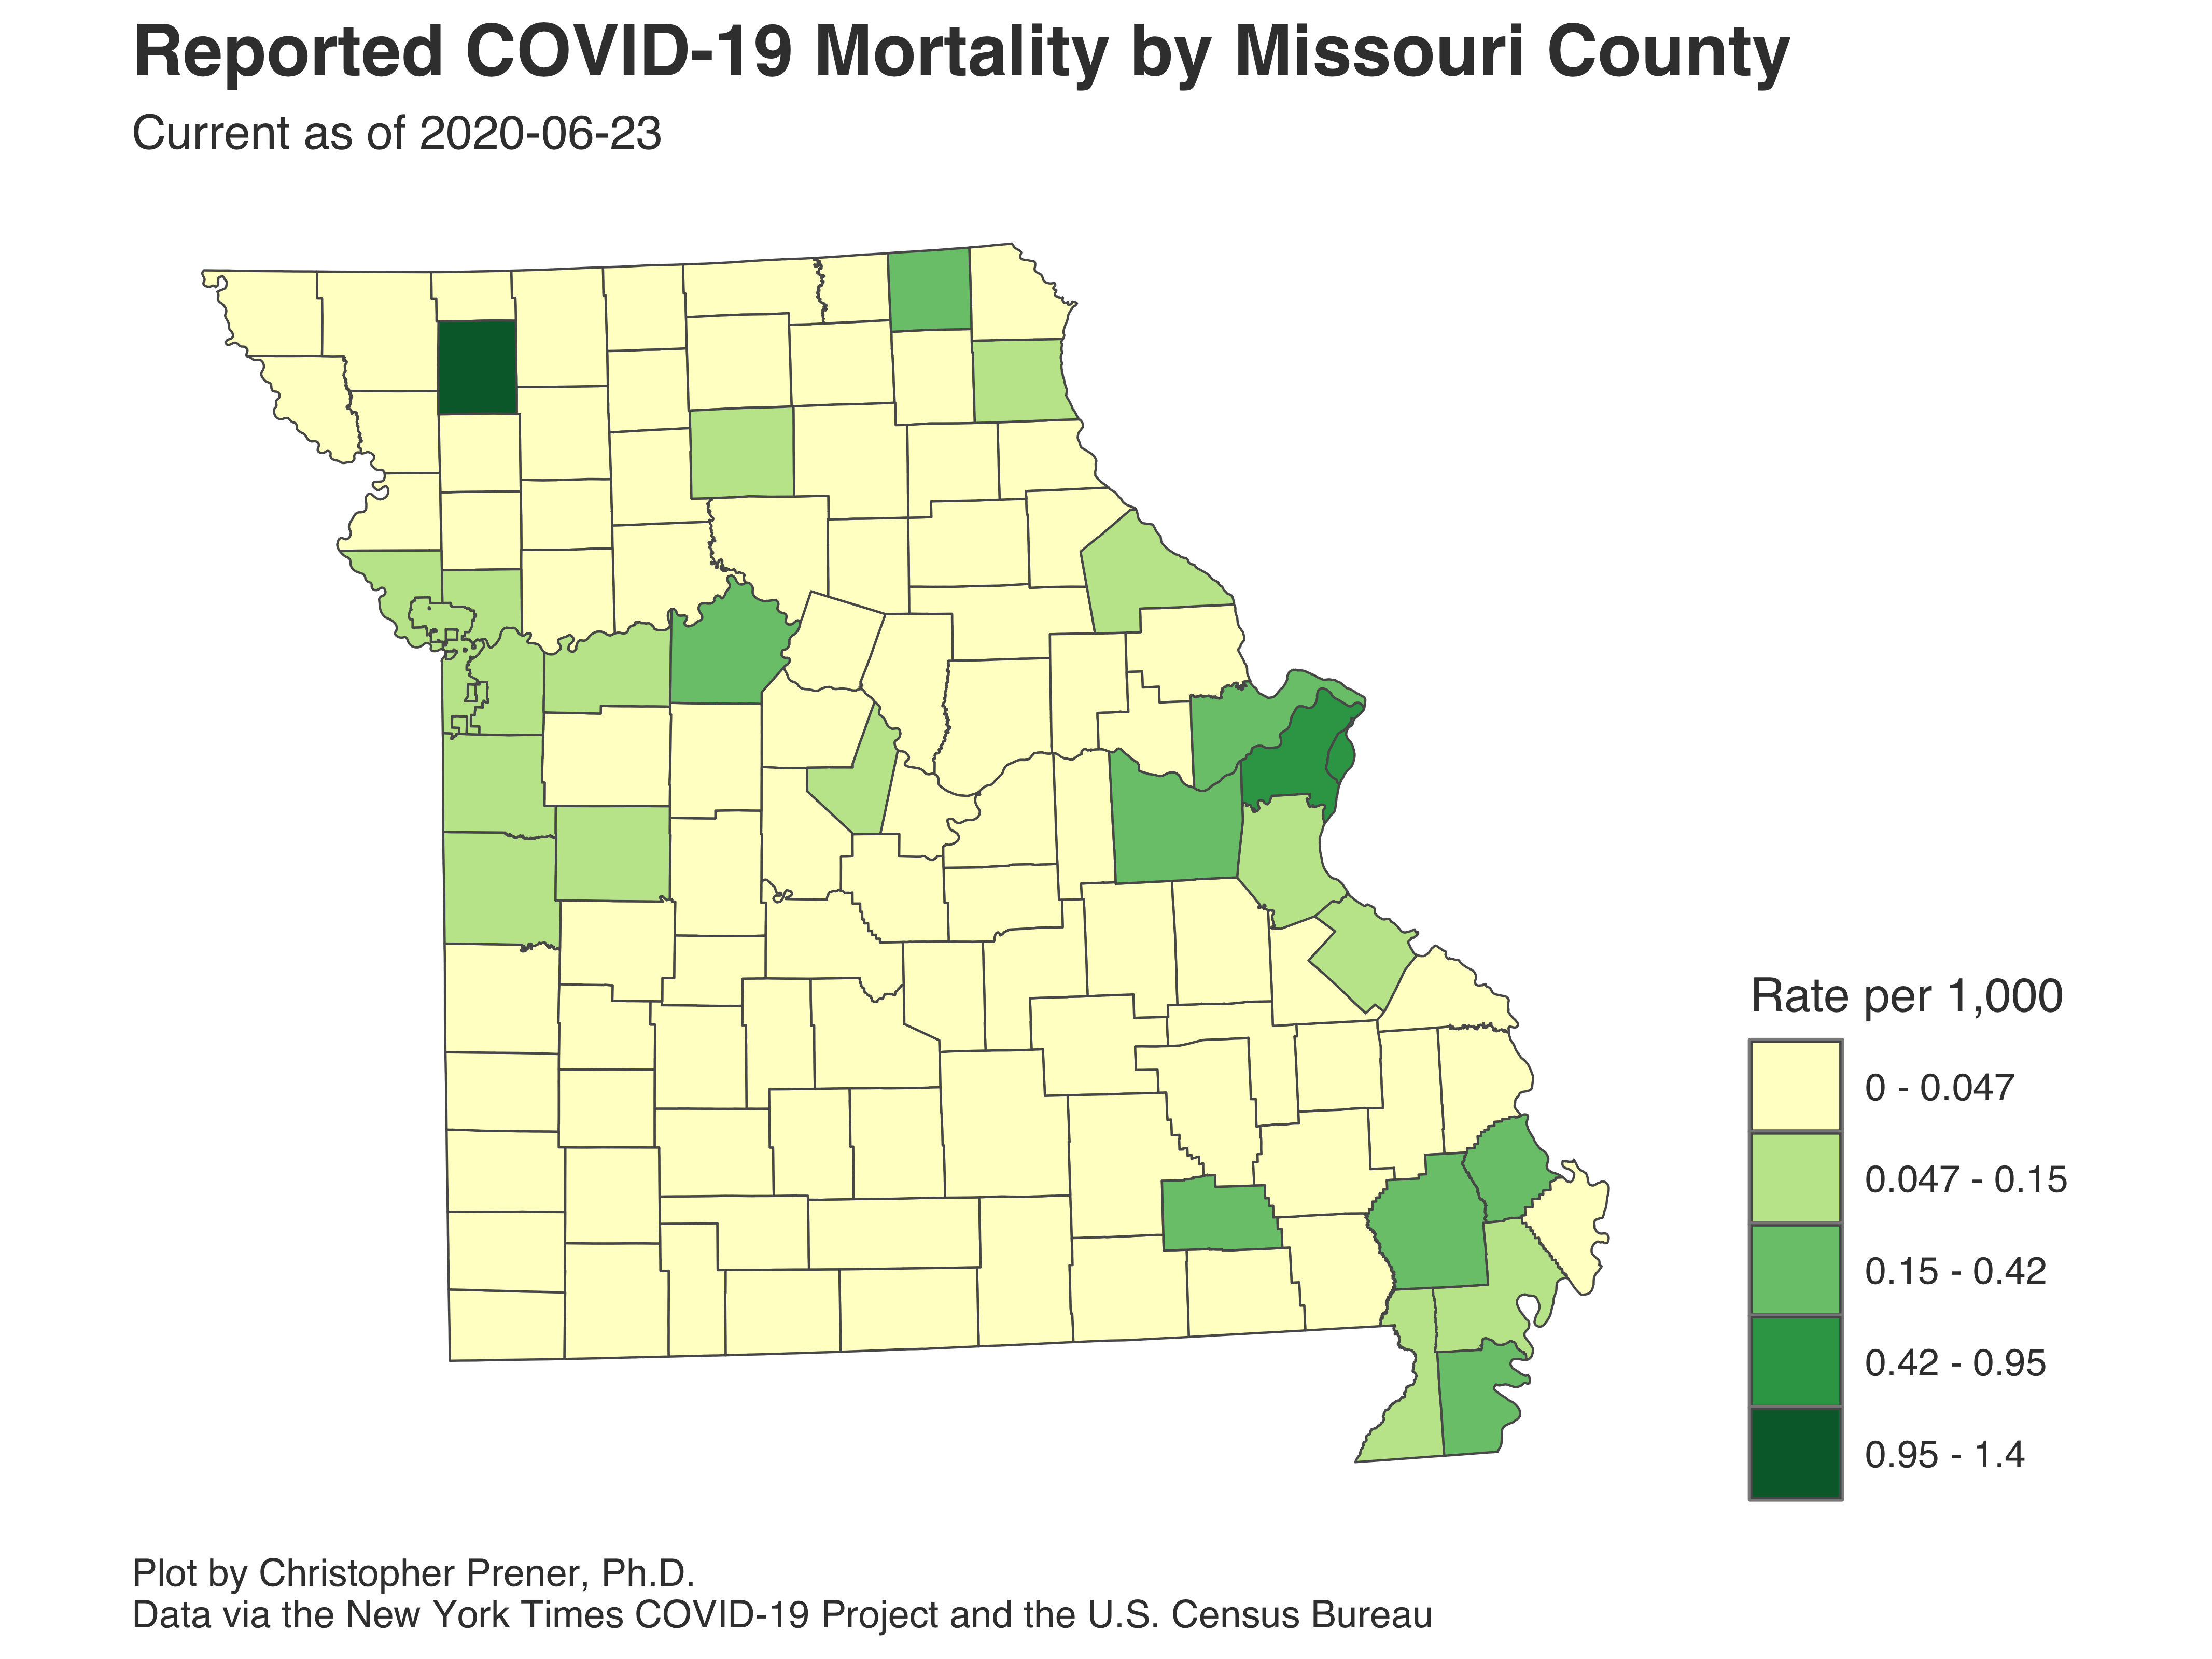 Reported COVID-19 Mortality by Missouri County
Current as of 2020-06-23
Rate per 1,000
0 - 0.047
0.047 - 0.15
0.15 - 0.42
0.42 - 0.95
0.95 - 1.4
Plot by Christopher Prener, Ph.D.
Data via the New York Times COVID-19 Project and the U.S. Census Bureau